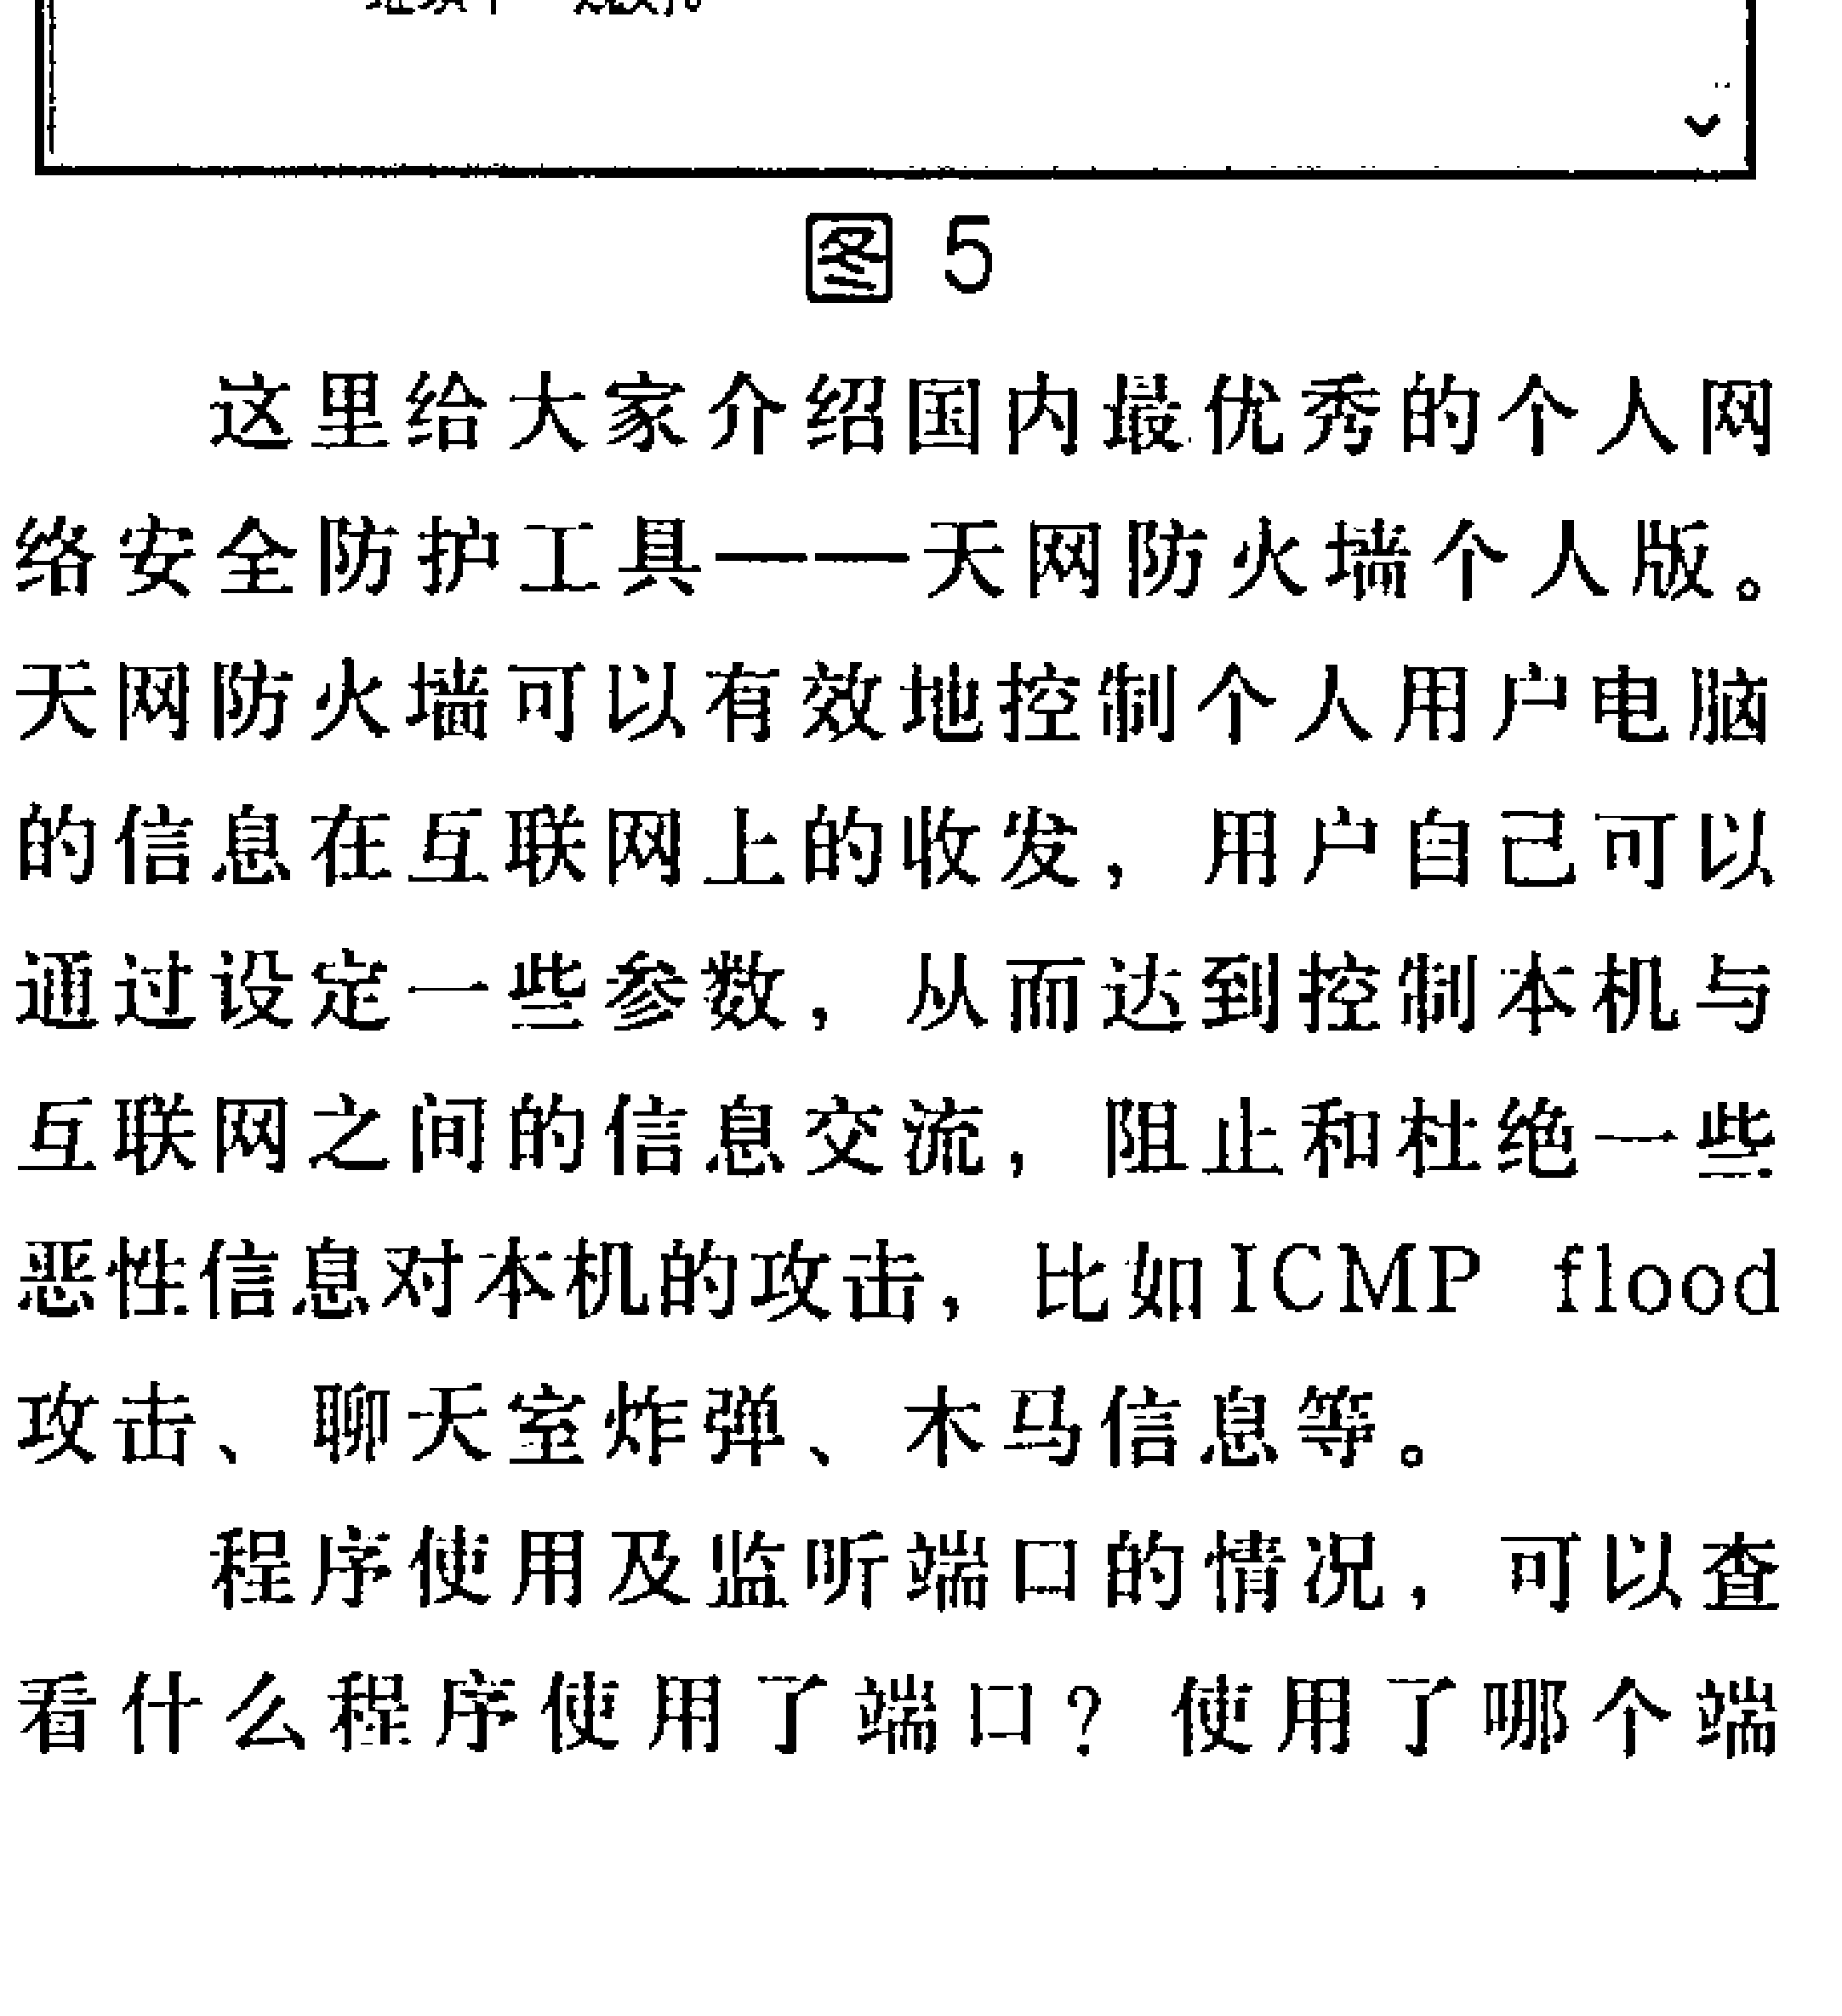 图 5
这里给大家介绍国内最优秀的个人网
络安全防护工具——天网防火墙个人版。
天网防火墙可以有效地控制个人用户电脑
的信息在互联网上的收发，用户自己可以
通过设定一些参数，从而达到控制本机与
互联网之间的信息交流，阻止和杜绝一些
恶性信息对本机的攻击，比如ICMP flood
攻击、聊天室炸弹、木马信息等。
程序使用及监听端口的情况，可以查
看什么程序使用了端口？使用了哪个端